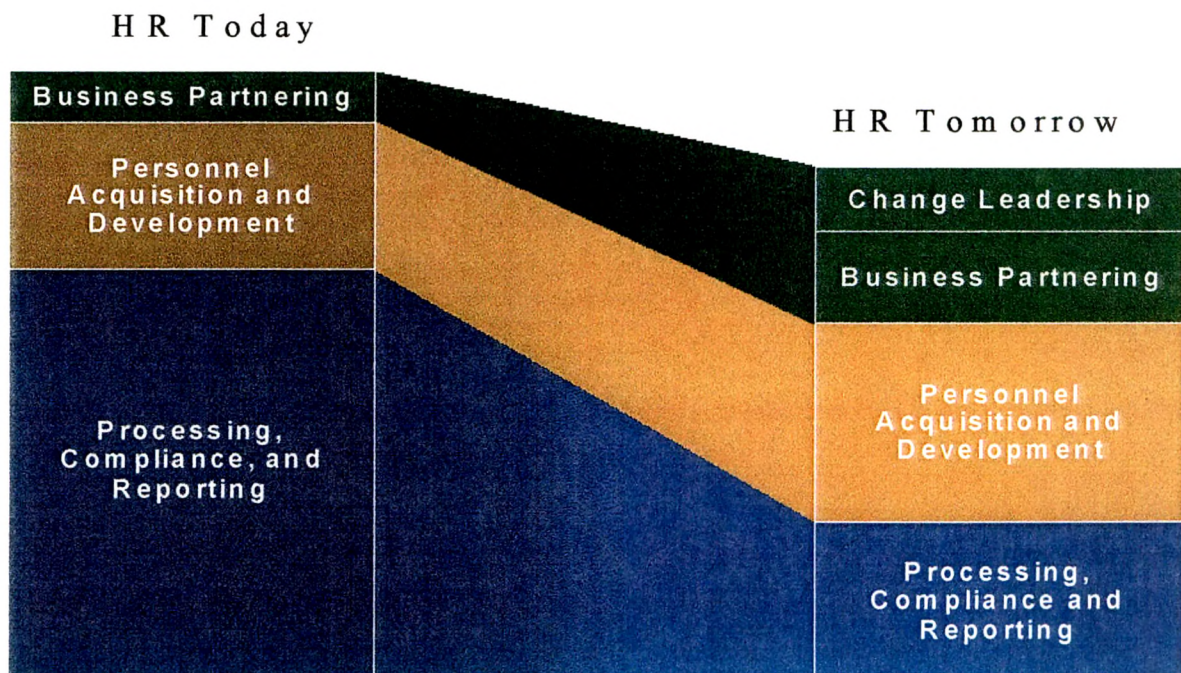 HR Today
Business Partnering
Personnel
Acquisition and
Development
Processing,
Compliance, and
Reporting
HR Tomorrow
Change Leadership
Business Partnering
Personnel
Acquisition and
Development
Processing,
Compliance and
Reporting